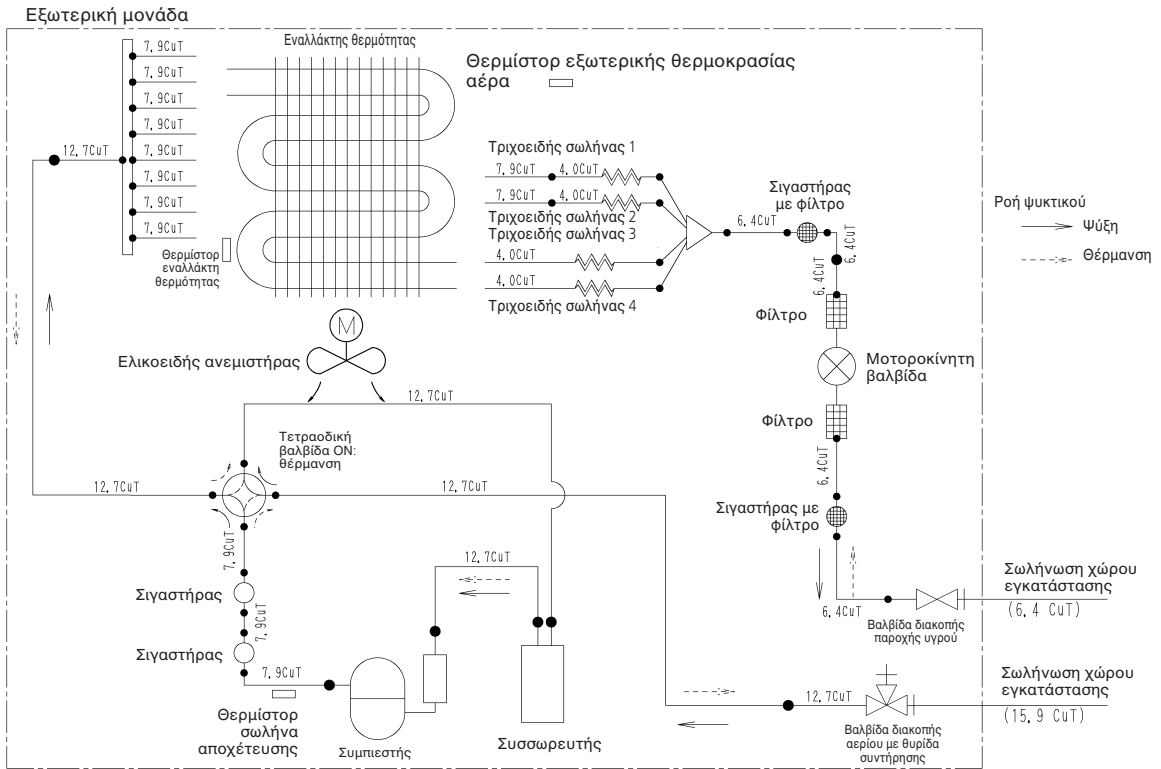 Εξωτερική μονάδα
7,9CuT
7,9CuT
7,9CuT
7,9CuT
7,9CuT
7,9CuT
7,9CuT
7,9CuT
12,7CuT
Εναλλάκτης θερμότητας
Θερμίστορ εξωτερικής θερμοκρασίας
αέρα
Θερμίστορ
εναλλάκτη
θερμότητας
Τριχοειδής σωλήνας 1
7,9CuT
4,0CuT
7,9CuT
4,0CuT
Τριχοειδής σωλήνας 2
Τριχοειδής σωλήνας 3
4,0CuT
4,0CuT
Τριχοειδής σωλήνας 4
6,4CuT
Σιγαστήρας
με φίλτρο
6,4CuT
6,4CuT
Ροή ψυκτικού
Ψύξη
Θέρμανση
Φίλτρο
Μοτοροκίνητη
βαλβίδα
Φίλτρο
6,4CuT
Σιγαστήρας με
φίλτρο
6,4CuT
Βαλβίδα διακοπής
παροχής υγρού
Σωλήνωση χώρου
εγκατάστασης
(6,4 CuT)
M
Ελικοειδής ανεμιστήρας
12,7CuT
Τετραοδική
βαλβίδα ON:
θέρμανση
12,7CuT
12,7CuT
7,9CuT
Σιγαστήρας
7,9CuT
Σιγαστήρας
7,9CuT
Θερμίστορ
σωλήνα
αποχέτευσης
Συμπιεστής
12,7CuT
Συσσωρευτής
12,7CuT
Βαλβίδα διακοπής
αερίου με θυρίδα
συντήρησης
Σωλήνωση χώρου
εγκατάστασης
(15,9 CuT)